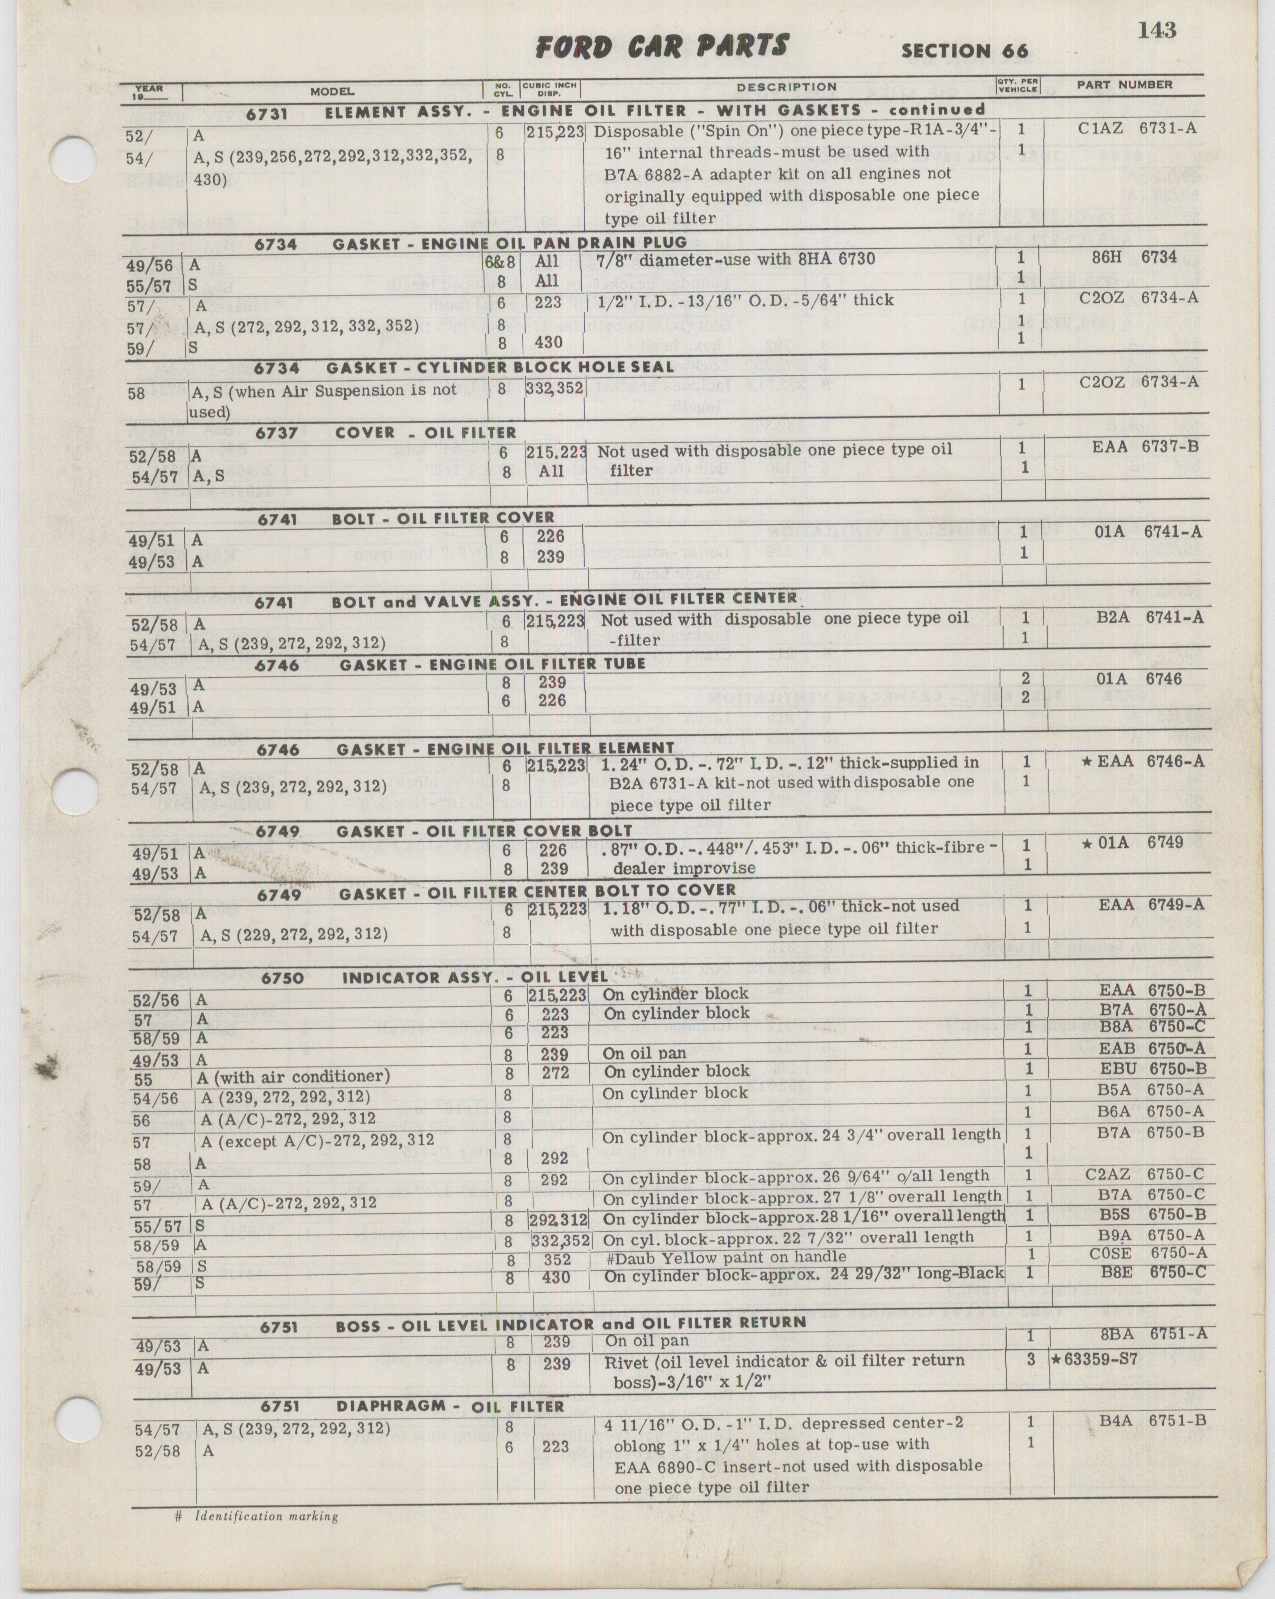 143
FORD CAR PARTS SECTION 66
YEAR 19___ MODEL NO. CYL. CUBIC INCH DISP. DESCRIPTION QTY. PER VEHICLE PART NUMBER
6731 ELEMENT ASSY. - ENGINE OIL FILTER - WITH GASKETS - continued
52/ A 6 215,223 Disposable ("Spin On") one piece type-R1A-3/4"- 1 C1AZ 6731-A
54/ A, S (239,256,272,292,312,332,352, 8 16" internal threads-must be used with 1
430) B7A 6882-A adapter kit on all engines not
originally equipped with disposable one piece
type oil filter
6734 GASKET - ENGINE OIL PAN DRAIN PLUG
49/56 A 6&8 All 7/8" diameter-use with 8HA 6730 1 86H 6734
55/57 S 8 All 1
57/ A 6 223 1/2" I.D. -13/16" O.D. -5/64" thick 1 C2OZ 6734-A
57/ A, S (272, 292, 312, 332, 352) 8 1
59/ S 8 430 1
6734 GASKET - CYLINDER BLOCK HOLE SEAL
58 A, S (when Air Suspension is not 8 332,352 1 C2OZ 6734-A
used)
6737 COVER - OIL FILTER
52/58 A 6 215,223 Not used with disposable one piece type oil 1 EAA 6737-B
54/57 A, S 8 All filter 1
6741 BOLT - OIL FILTER COVER
49/51 A 6 226 1 01A 6741-A
49/53 A 8 239 1
6741 BOLT and VALVE ASSY. - ENGINE OIL FILTER CENTER
52/58 A 6 215,223 Not used with disposable one piece type oil 1 B2A 6741-A
54/57 A, S (239, 272, 292, 312) 8 -filter 1
6746 GASKET - ENGINE OIL FILTER TUBE
49/53 A 8 239 2 01A 6746
49/51 A 6 226 2
6746 GASKET - ENGINE OIL FILTER ELEMENT
52/58 A 6 215,223 1.24" O.D. -.72" I.D. -.12" thick-supplied in 1 ★ EAA 6746-A
54/57 A, S (239, 272, 292, 312) 8 B2A 6731-A kit-not used with disposable one 1
piece type oil filter
6749 GASKET - OIL FILTER COVER BOLT
49/51 A 6 226 .87" O.D. -.448"/.453" I.D. -.06" thick-fibre - 1 ★ 01A 6749
49/53 A 8 239 dealer improvise 1
6749 GASKET - OIL FILTER CENTER BOLT TO COVER
52/58 A 6 215,223 1.18" O.D. -.77" I.D. -.06" thick-not used 1 EAA 6749-A
54/57 A, S (229, 272, 292, 312) 8 with disposable one piece type oil filter 1
6750 INDICATOR ASSY. - OIL LEVEL
52/56 A 6 215,223 On cylinder block 1 EAA 6750-B
57 A 6 223 On cylinder block 1 B7A 6750-A
58/59 A 6 223 1 B8A 6750-C
49/53 A 8 239 On oil pan 1 EAB 6750-A
55 A (with air conditioner) 8 272 On cylinder block 1 EBU 6750-B
54/56 A (239, 272, 292, 312) 8 On cylinder block 1 B5A 6750-A
56 A (A/C)-272, 292, 312 8 1 B6A 6750-A
57 A (except A/C)-272, 292, 312 8 On cylinder block-approx. 24 3/4" overall length 1 B7A 6750-B
58 A 8 292 1
59/ A 8 292 On cylinder block-approx. 26 9/64" o/all length 1 C2AZ 6750-C
57 A (A/C)-272, 292, 312 8 On cylinder block-approx. 27 1/8" overall length 1 B7A 6750-C
55/57 S 8 292,312 On cylinder block-approx. 28 1/16" overall length 1 B5S 6750-B
58/59 A 8 332,352 On cyl. block-approx. 22 7/32" overall length 1 B9A 6750-A
58/59 S 8 352 #Daub Yellow paint on handle 1 C0SE 6750-A
59/ S 8 430 On cylinder block-approx. 24 29/32" long-Black 1 B8E 6750-C
6751 BOSS - OIL LEVEL INDICATOR and OIL FILTER RETURN
49/53 A 8 239 On oil pan 1 8BA 6751-A
49/53 A 8 239 Rivet (oil level indicator & oil filter return 3 ★ 63359-S7
boss)-3/16" x 1/2"
6751 DIAPHRAGM - OIL FILTER
54/57 A, S (239, 272, 292, 312) 8 4 11/16" O.D. -1" I.D. depressed center-2 1 B4A 6751-B
52/58 A 6 223 oblong 1" x 1/4" holes at top-use with 1
EAA 6890-C insert-not used with disposable
one piece type oil filter
# Identification marking